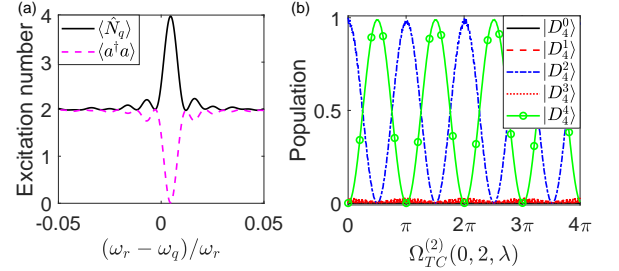 (a)
Excitation number
4
3
2
1
0
⟨N̂_q⟩
⟨a†a⟩
-0.05 0 0.05
(ω_r − ω_q)/ω_r
(b)
Population
1
0.5
0
|D_4^0⟩
|D_4^1⟩
|D_4^2⟩
|D_4^3⟩
|D_4^4⟩
0 π 2π 3π 4π
Ω_{TC}^{(2)}(0, 2, λ)